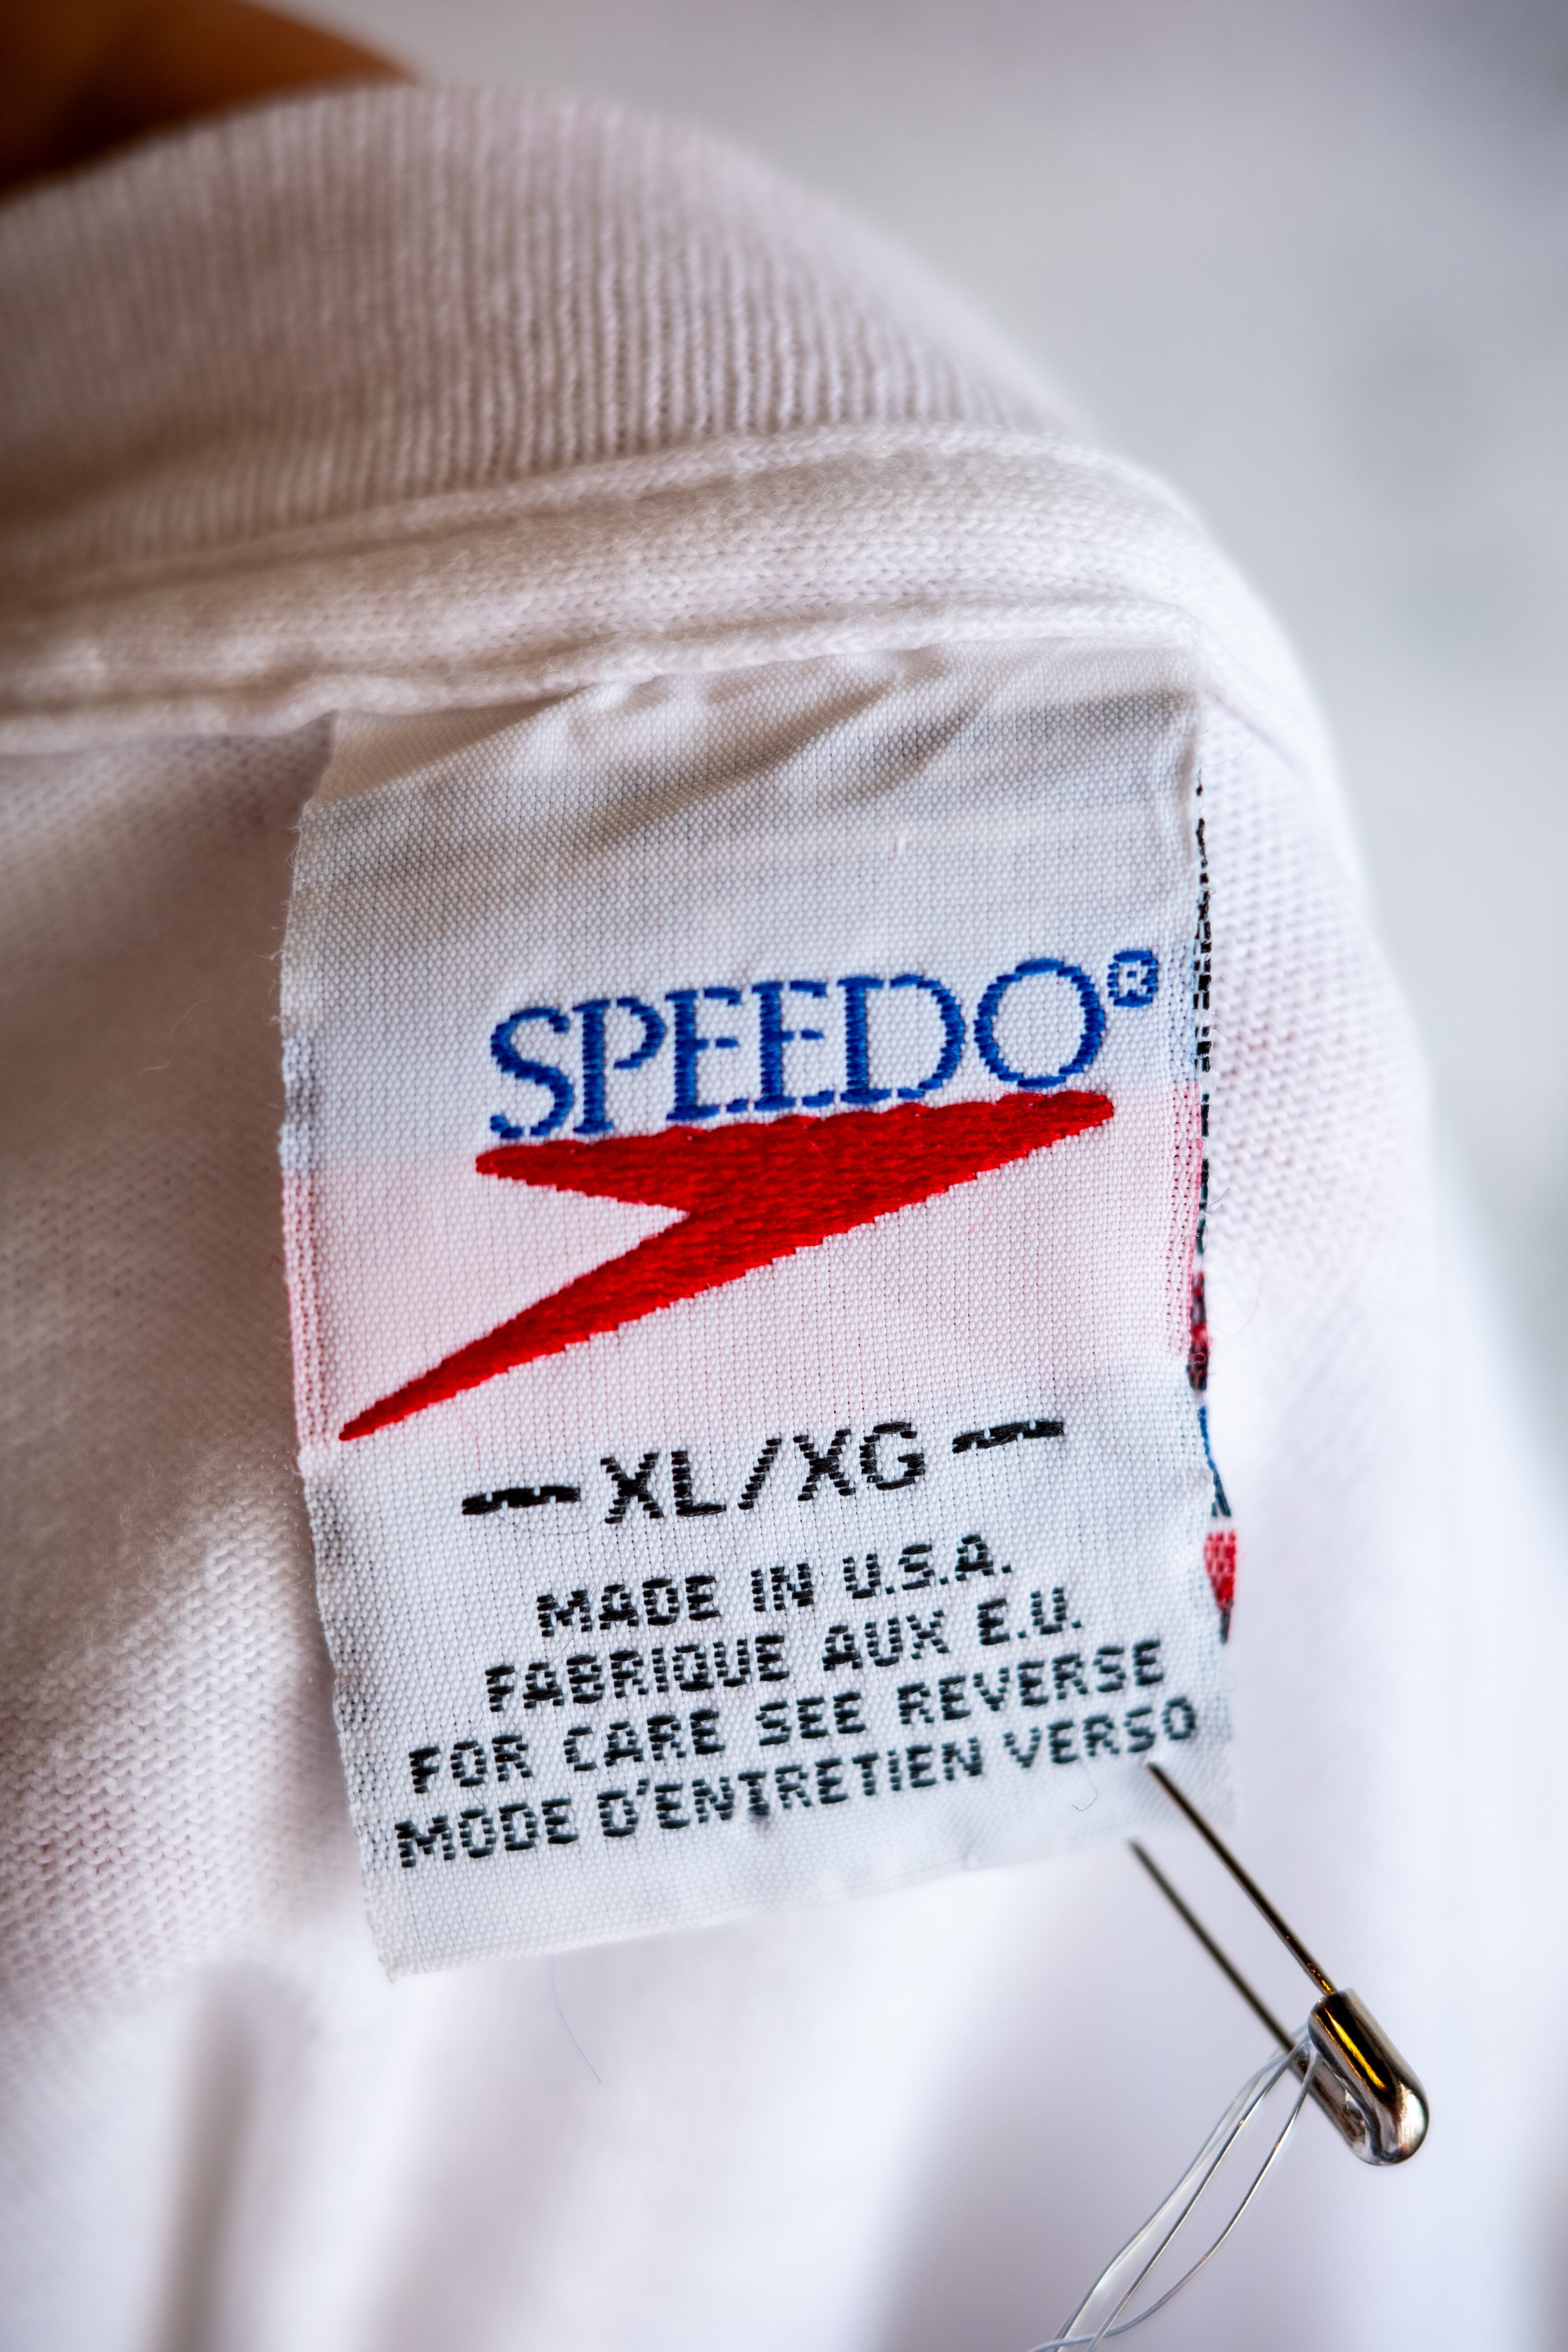 SPEEDO®
-XL/XG-
MADE IN U.S.A.
FABRIQUE AUX E.U.
FOR CARE SEE REVERSE
MODE D'ENTRETIEN VERSO